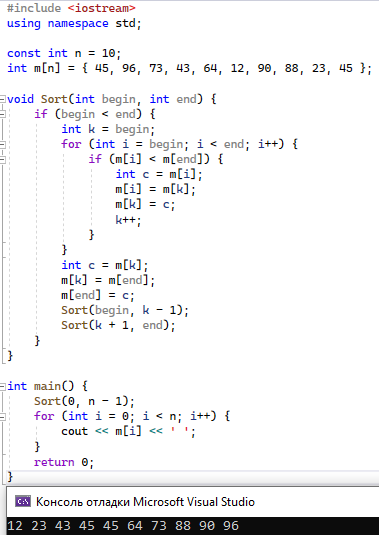 #include <iostream>
using namespace std;
const int n = 10;
int m[n] = { 45, 96, 73, 43, 64, 12, 90, 88, 23, 45 };
void Sort(int begin, int end) {
if (begin < end) {
int k = begin;
for (int i = begin; i < end; i++) {
if (m[i] < m[end]) {
int c = m[i];
m[i] = m[k];
m[k] = c;
k++;
}
}
int c = m[k];
m[k] = m[end];
m[end] = c;
Sort(begin, k - 1);
Sort(k + 1, end);
}
}
int main() {
Sort(0, n - 1);
for (int i = 0; i < n; i++) {
cout << m[i] << ' ';
}
return 0;
}
C:\ Консоль отладки Microsoft Visual Studio
12 23 43 45 45 64 73 88 90 96